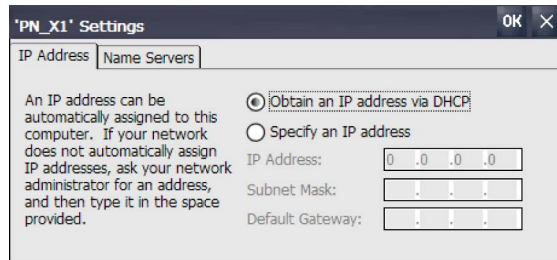 'PN_X1' Settings
OK
IP Address
Name Servers
An IP address can be
automatically assigned to this
computer. If your network
does not automatically assign
IP addresses, ask your network
administrator for an address,
and then type it in the space
provided.
Obtain an IP address via DHCP
Specify an IP address
IP Address: 0 .0 .0 .0
Subnet Mask: . . .
Default Gateway: . . .